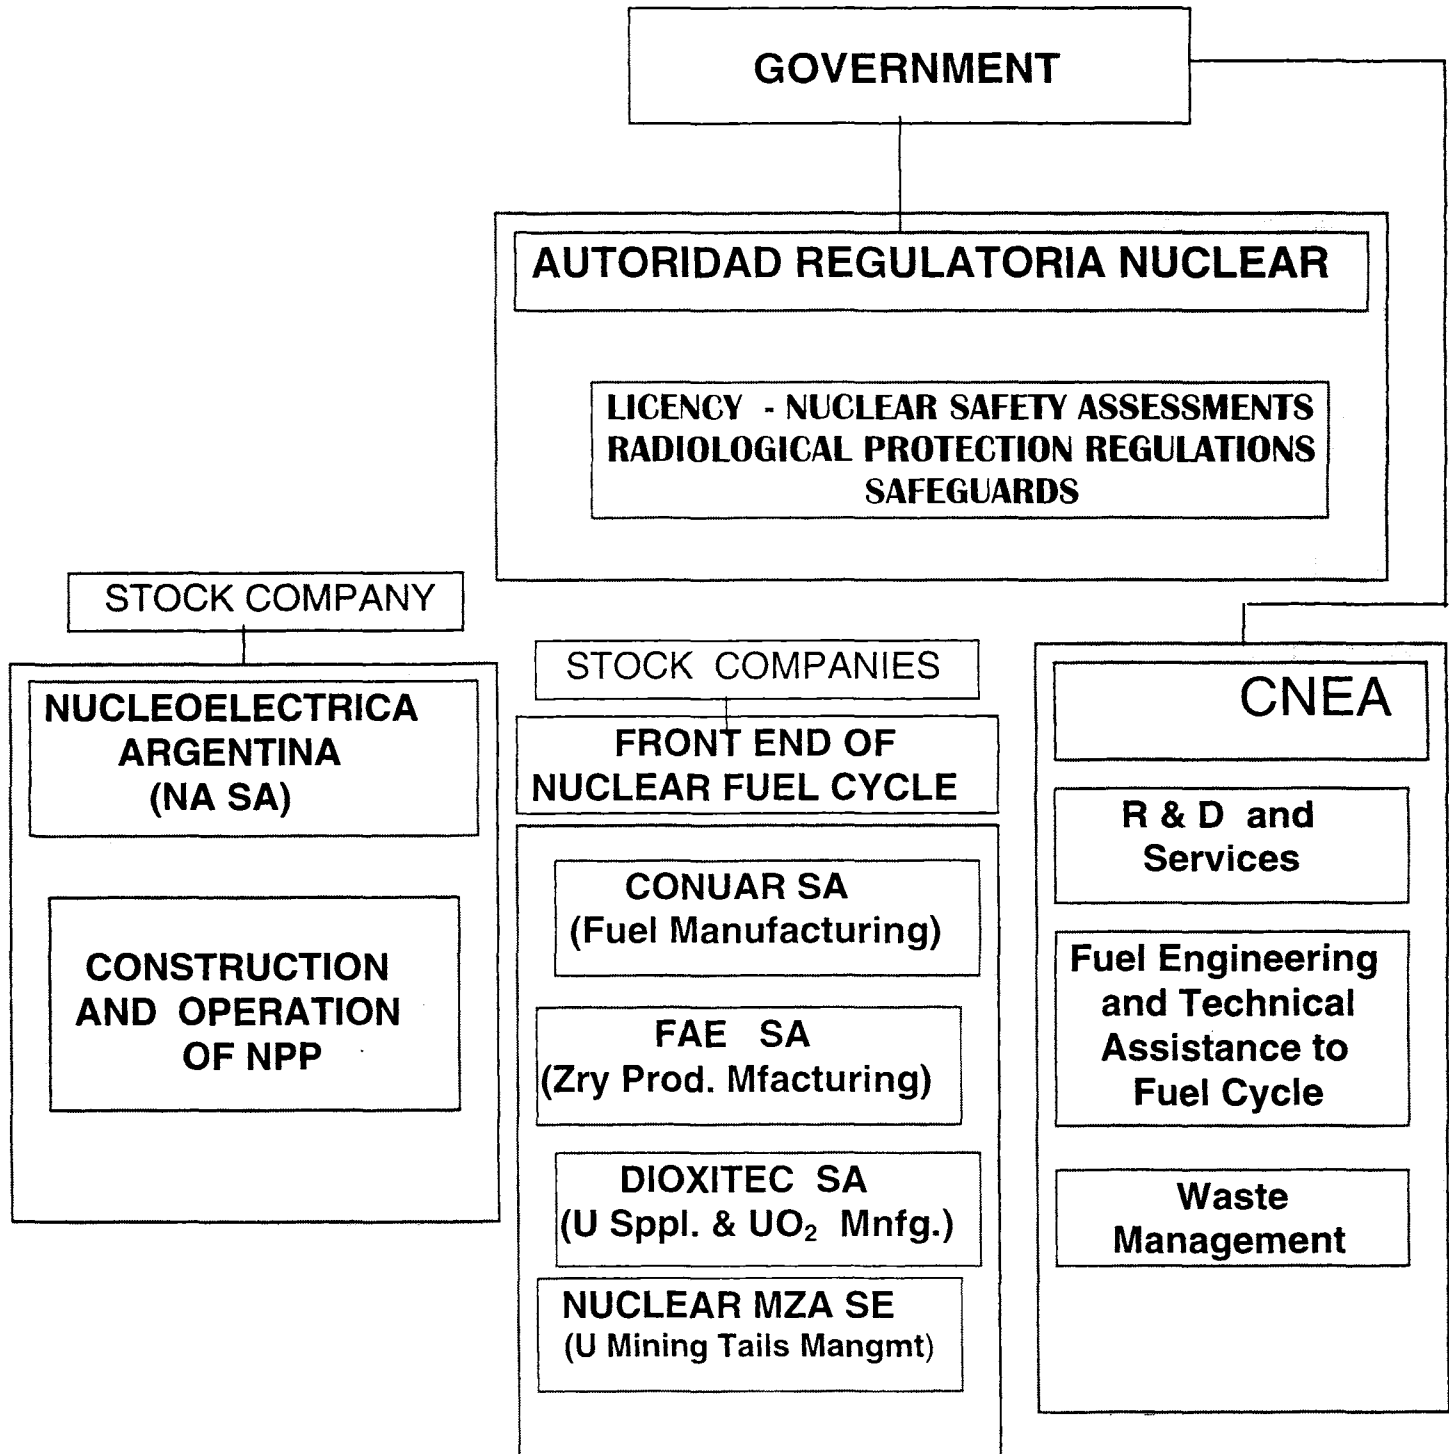 GOVERNMENT
AUTORIDAD REGULATORIA NUCLEAR
LICENCY - NUCLEAR SAFETY ASSESSMENTS
RADIOLOGICAL PROTECTION REGULATIONS
SAFEGUARDS
STOCK COMPANY
NUCLEOELECTRICA
ARGENTINA
(NA SA)
CONSTRUCTION
AND OPERATION
OF NPP
STOCK COMPANIES
FRONT END OF
NUCLEAR FUEL CYCLE
CONUAR SA
(Fuel Manufacturing)
FAE SA
(Zry Prod. Mfacturing)
DIOXITEC SA
(U Sppl. & UO₂ Mnfg.)
NUCLEAR MZA SE
(U Mining Tails Mangmt)
CNEA
R & D and
Services
Fuel Engineering
and Technical
Assistance to
Fuel Cycle
Waste
Management